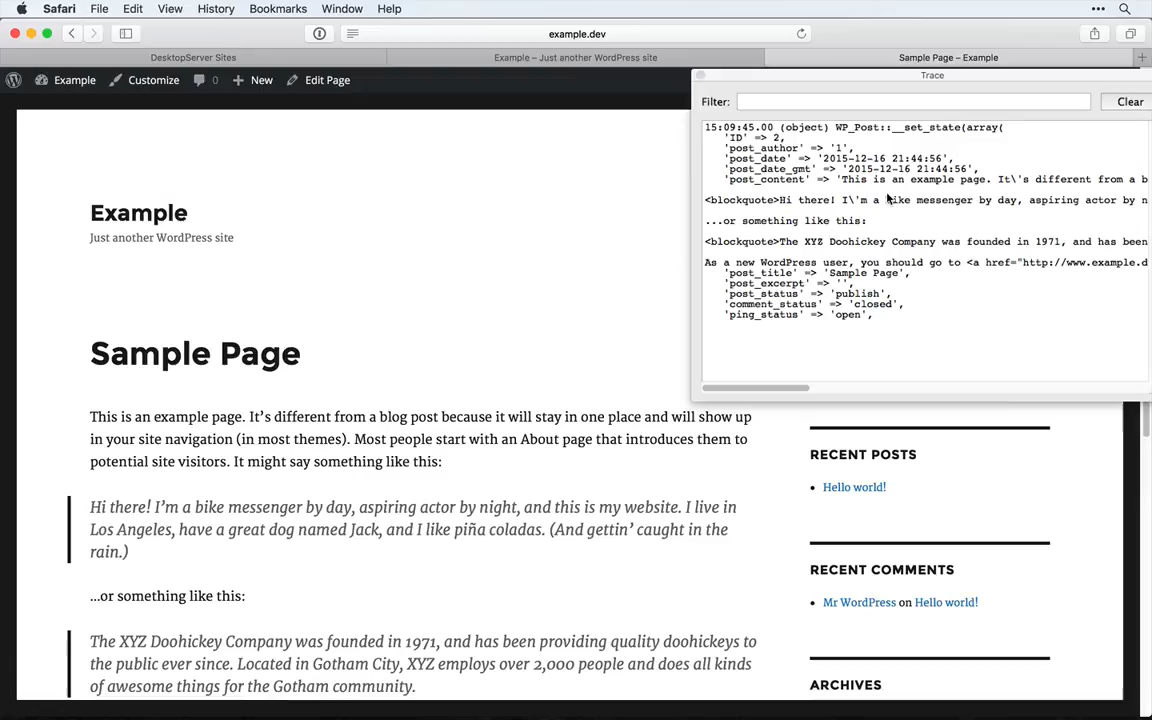 Safari File Edit View History Bookmarks Window Help
example.dev
DesktopServer Sites
Example – Just another WordPress site
Sample Page – Example
Example Customize 0 New Edit Page
Trace
Filter:
Clear
15:09:45.00 (object) WP_Post::__set_state(array(
'ID' => 2,
'post_author' => '1',
'post_date' => '2015-12-16 21:44:56',
'post_date_gmt' => '2015-12-16 21:44:56',
'post_content' => 'This is an example page. It\'s different from a b
<blockquote>Hi there! I\'m a bike messenger by day, aspiring actor by n
...or something like this:
<blockquote>The XYZ Doohickey Company was founded in 1971, and has been
As a new WordPress user, you should go to <a href="http://www.example.d
'post_title' => 'Sample Page',
'post_excerpt' => '',
'post_status' => 'publish',
'comment_status' => 'closed',
'ping_status' => 'open',
Example
Just another WordPress site
Sample Page
This is an example page. It’s different from a blog post because it will stay in one place and will show up
in your site navigation (in most themes). Most people start with an About page that introduces them to
potential site visitors. It might say something like this:
Hi there! I’m a bike messenger by day, aspiring actor by night, and this is my website. I live in
Los Angeles, have a great dog named Jack, and I like piña coladas. (And gettin’ caught in the
rain.)
…or something like this:
The XYZ Doohickey Company was founded in 1971, and has been providing quality doohickeys to
the public ever since. Located in Gotham City, XYZ employs over 2,000 people and does all kinds
of awesome things for the Gotham community.
RECENT POSTS
Hello world!
RECENT COMMENTS
Mr WordPress on Hello world!
ARCHIVES